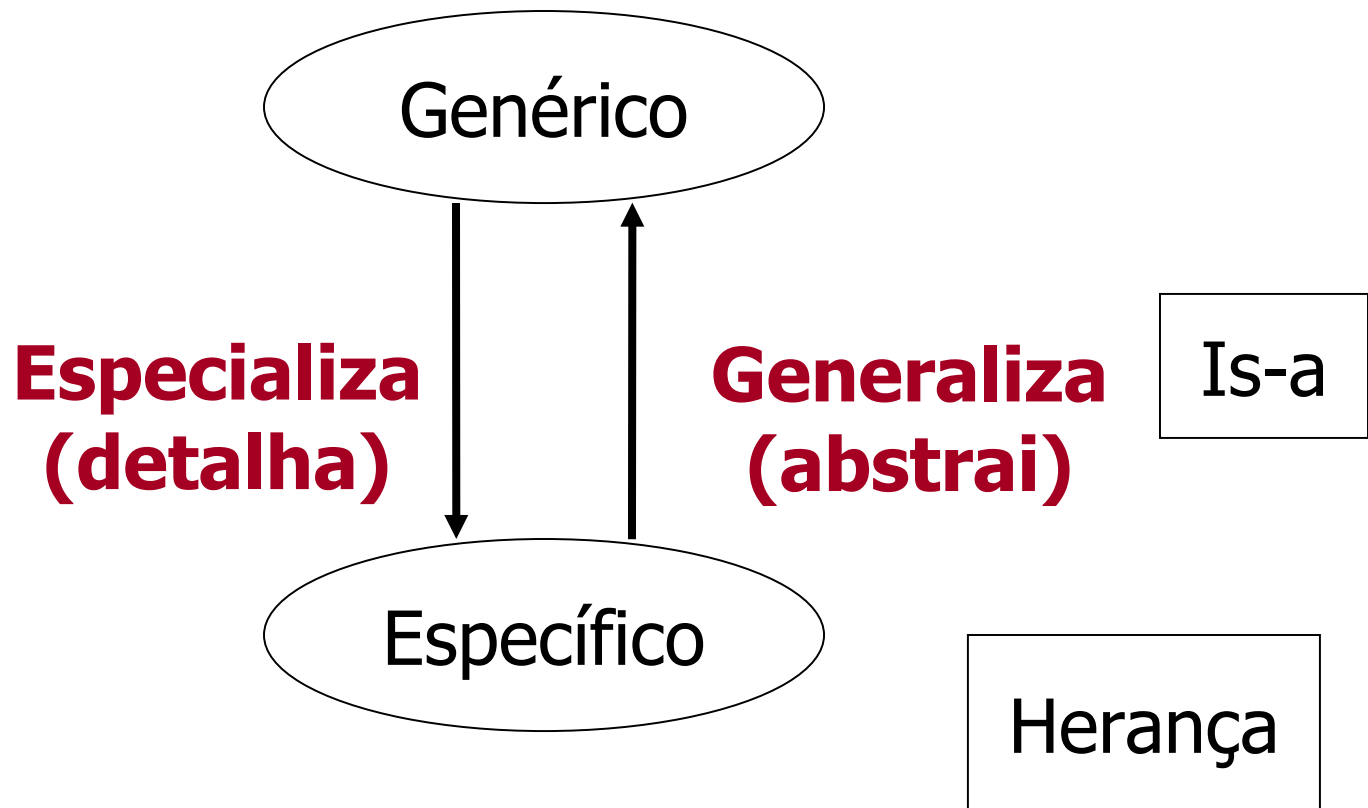 Genérico
Especializa
(detalha)
Generaliza
(abstrai)
Is-a
Específico
Herança